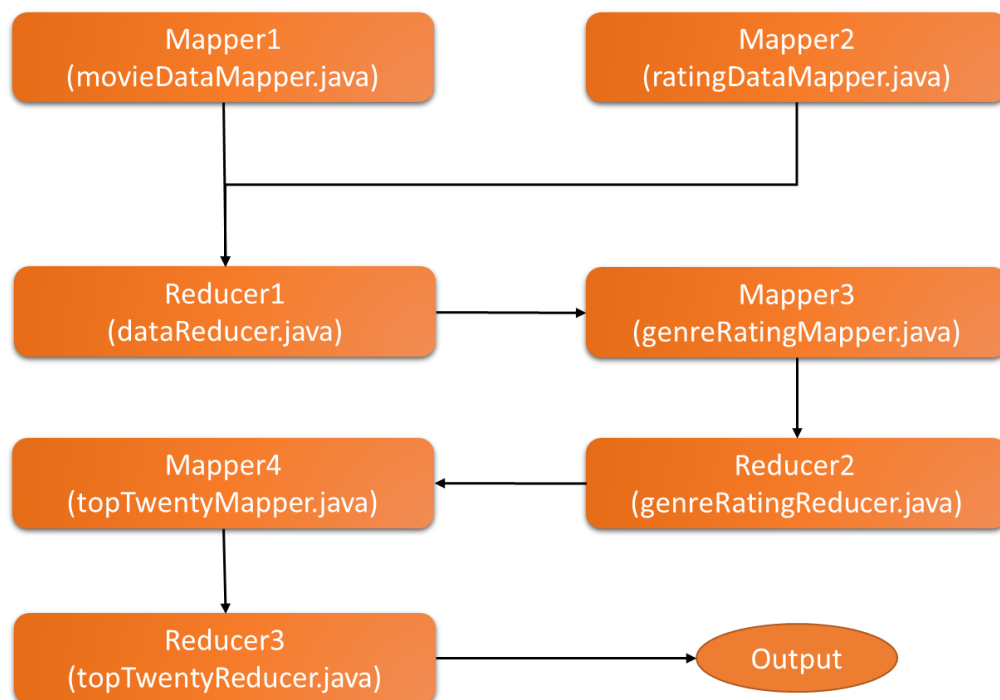 Mapper1
(movieDataMapper.java)
Mapper2
(ratingDataMapper.java)
Reducer1
(dataReducer.java)
Mapper3
(genreRatingMapper.java)
Mapper4
(topTwentyMapper.java)
Reducer2
(genreRatingReducer.java)
Reducer3
(topTwentyReducer.java)
Output